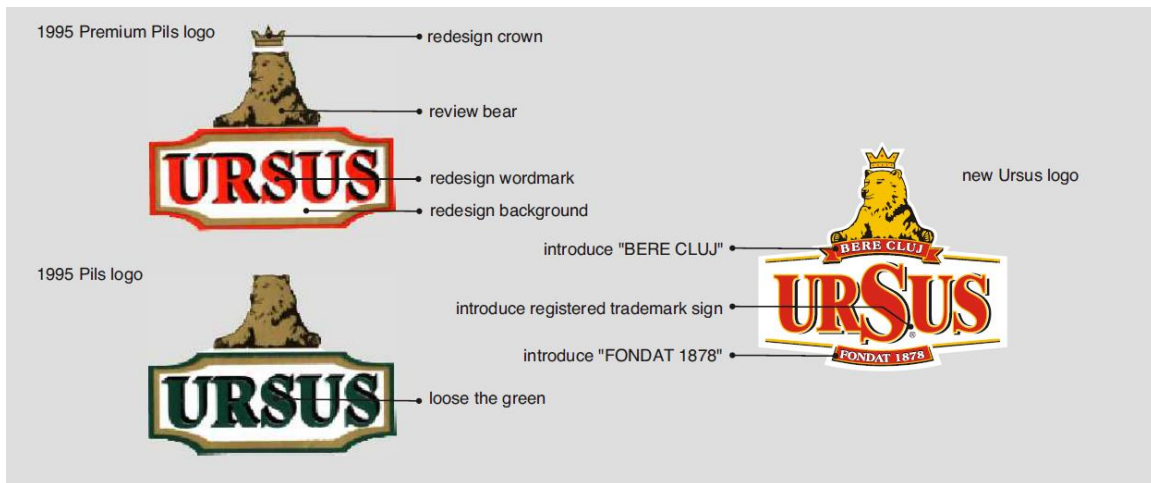 1995 Premium Pils logo
redesign crown
review bear
URSUS
redesign wordmark
redesign background
1995 Pils logo
URSUS
loose the green
new Ursus logo
introduce "BERE CLUJ"
BERE CLUJ
introduce registered trademark sign
URSUS
®
introduce "FONDAT 1878"
FONDAT 1878